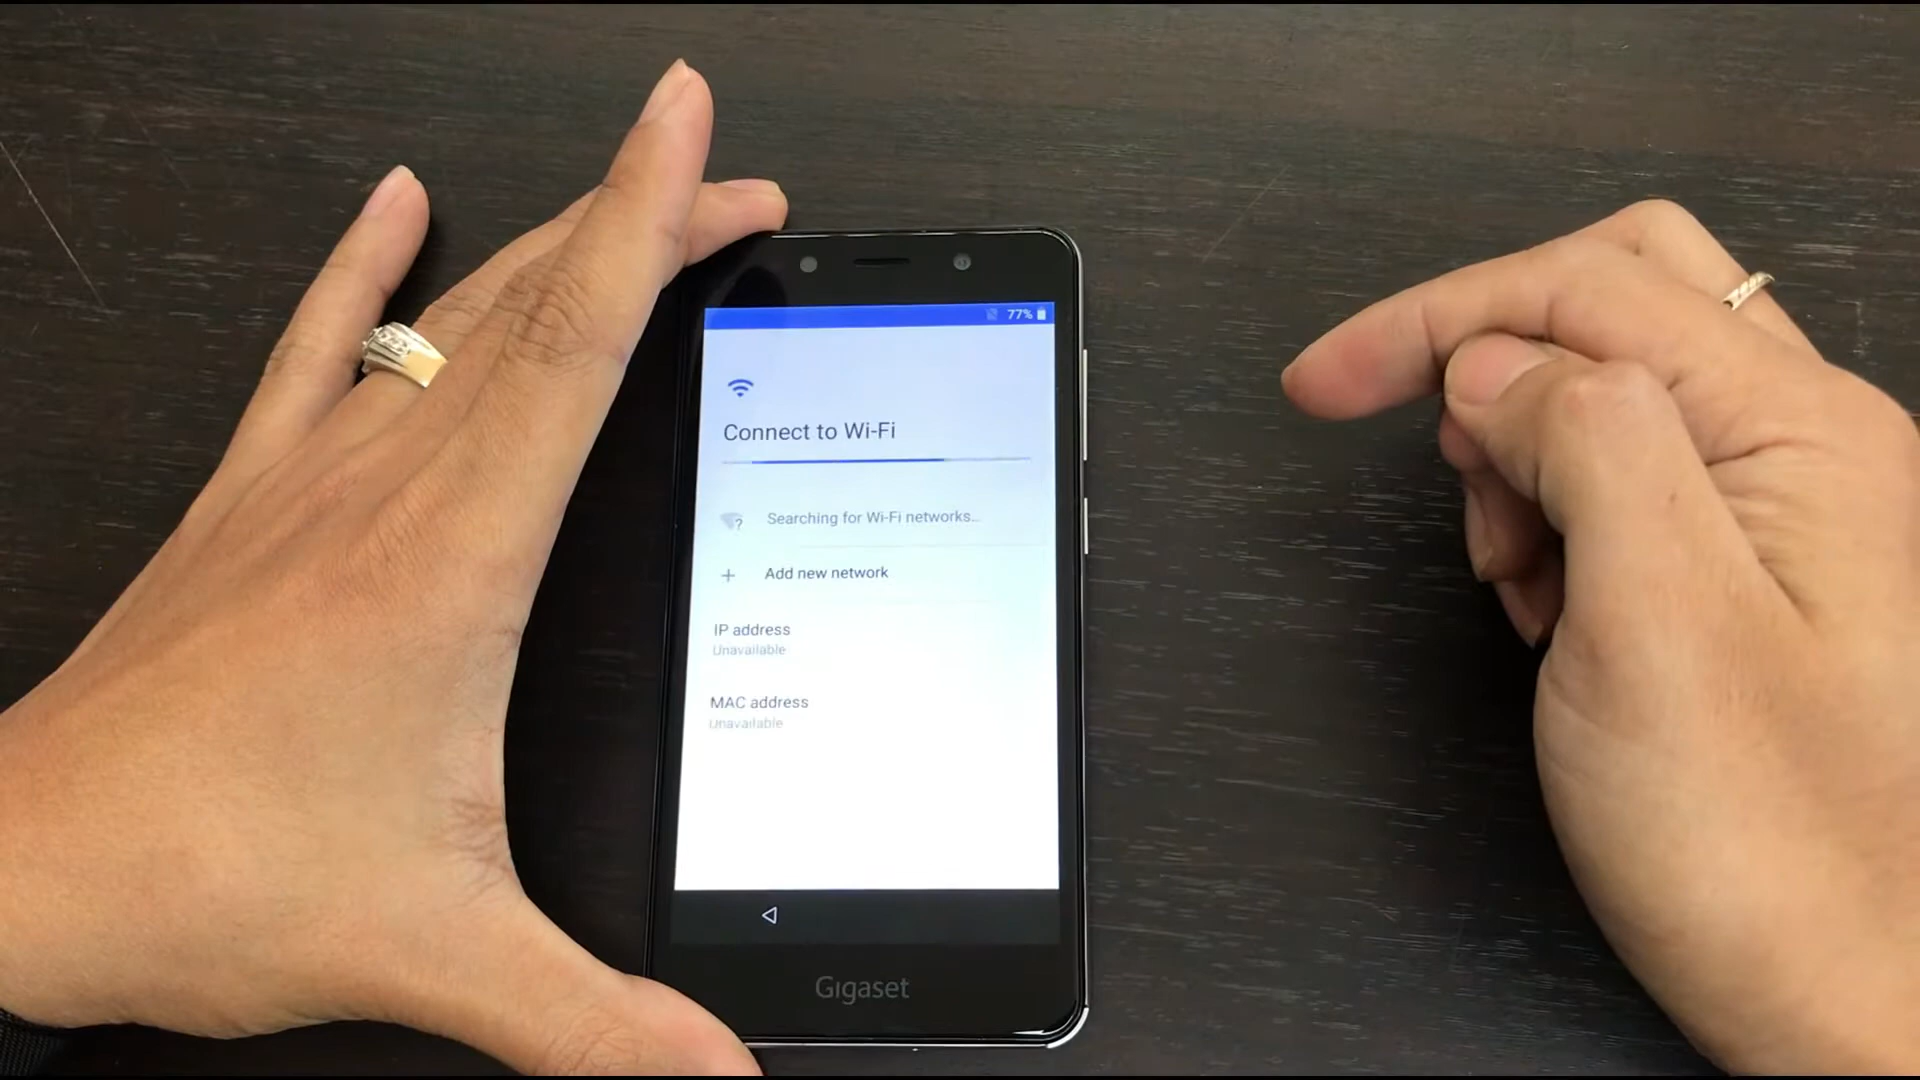 77%
Connect to Wi-Fi
?
Searching for Wi-Fi networks...
+ Add new network
IP address
Unavailable
MAC address
Unavailable
Gigaset